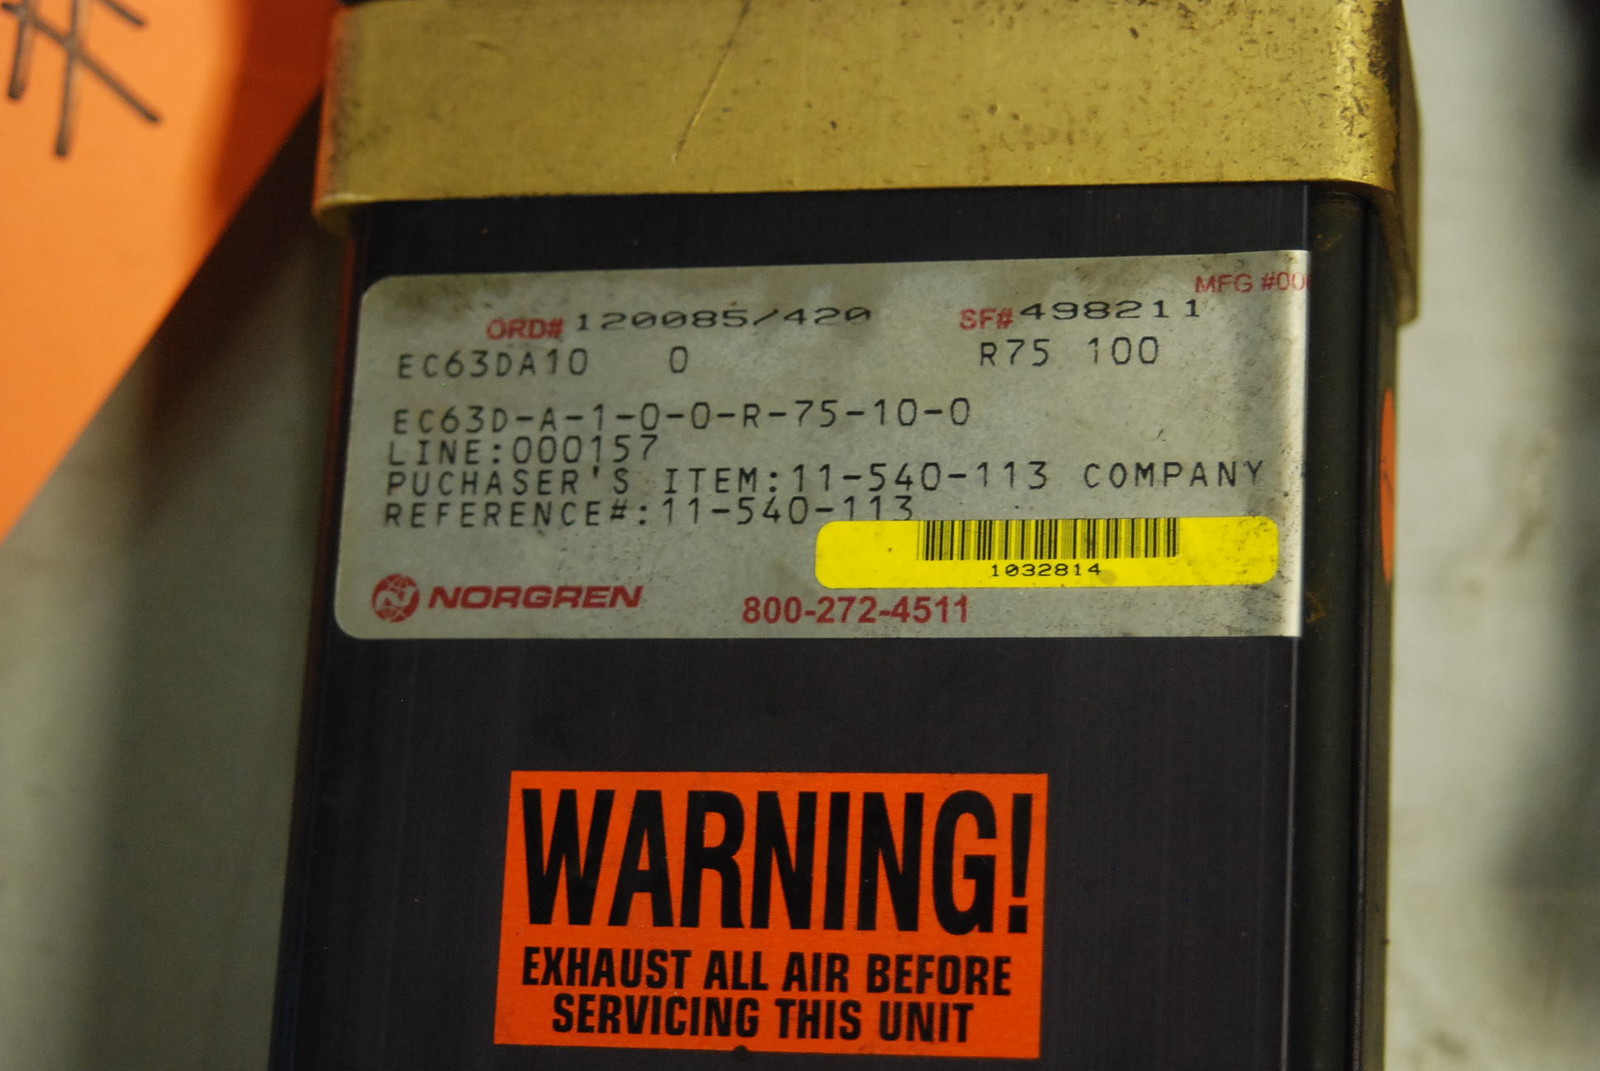 #
MFG #00
ORD# 120085/420 SF# 498211
EC63DA10 0 R75 100
EC63D-A-1-0-0-R-75-10-0
LINE:000157
PUCHASER'S ITEM:11-540-113 COMPANY
REFERENCE#:11-540-113
1032814
NORGREN 800-272-4511
WARNING!
EXHAUST ALL AIR BEFORE
SERVICING THIS UNIT